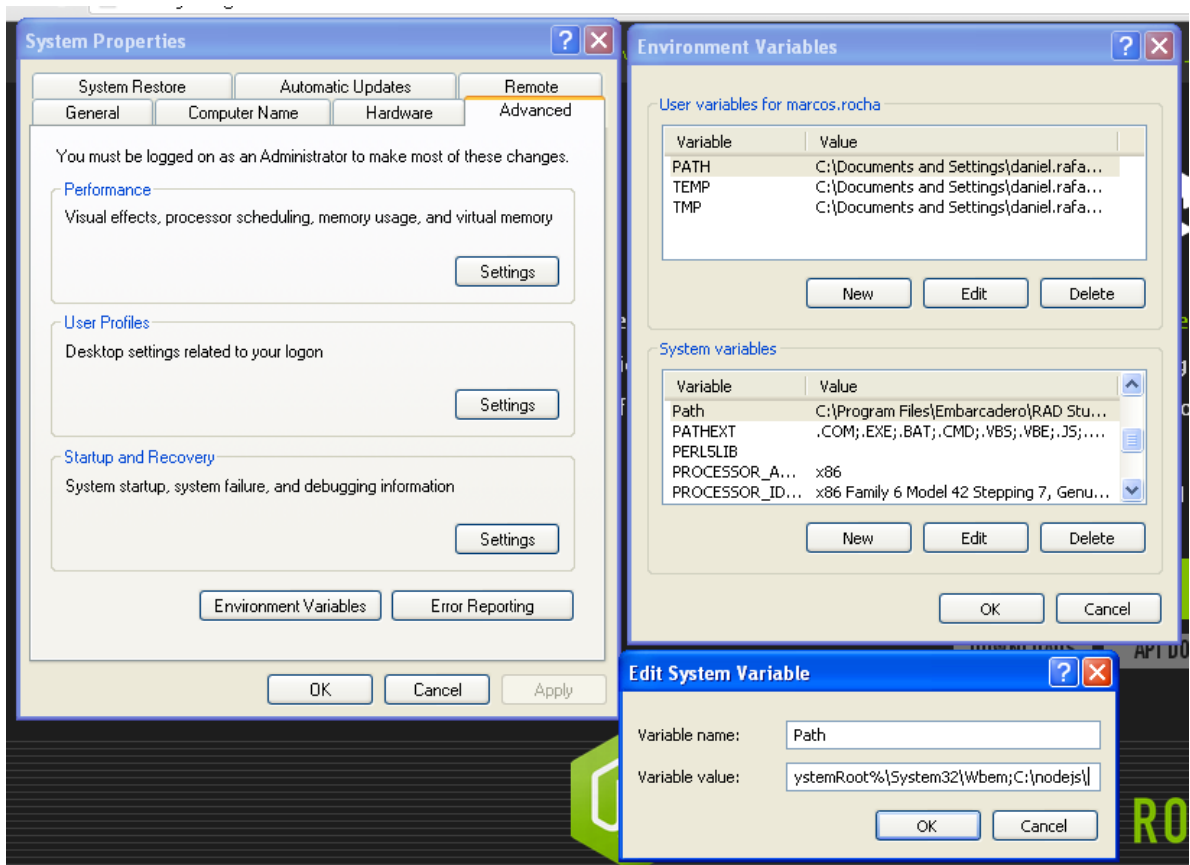 System Properties
System Restore Automatic Updates Remote
General Computer Name Hardware Advanced
You must be logged on as an Administrator to make most of these changes.
Performance
Visual effects, processor scheduling, memory usage, and virtual memory
Settings
User Profiles
Desktop settings related to your logon
Settings
Startup and Recovery
System startup, system failure, and debugging information
Settings
Environment Variables Error Reporting
OK Cancel Apply
Environment Variables
User variables for marcos.rocha
Variable Value
PATH C:\Documents and Settings\daniel.rafa...
TEMP C:\Documents and Settings\daniel.rafa...
TMP C:\Documents and Settings\daniel.rafa...
New Edit Delete
System variables
Variable Value
Path C:\Program Files\Embarcadero\RAD Stu...
PATHEXT .COM;.EXE;.BAT;.CMD;.VBS;.VBE;.JS;....
PERL5LIB
PROCESSOR_A... x86
PROCESSOR_ID... x86 Family 6 Model 42 Stepping 7, Genu...
New Edit Delete
OK Cancel
API DO
Edit System Variable
Variable name: Path
Variable value: ystemRoot%\System32\Wbem;C:\nodejs\
OK Cancel
RO